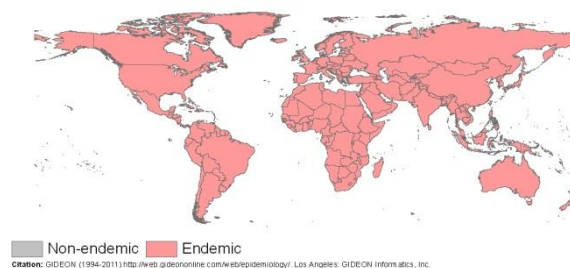 Non-endemic Endemic
Citation: GIDEON (1994-2011) http://web.gideononline.com/web/epidemiology/. Los Angeles: GIDEON Informatics, Inc.